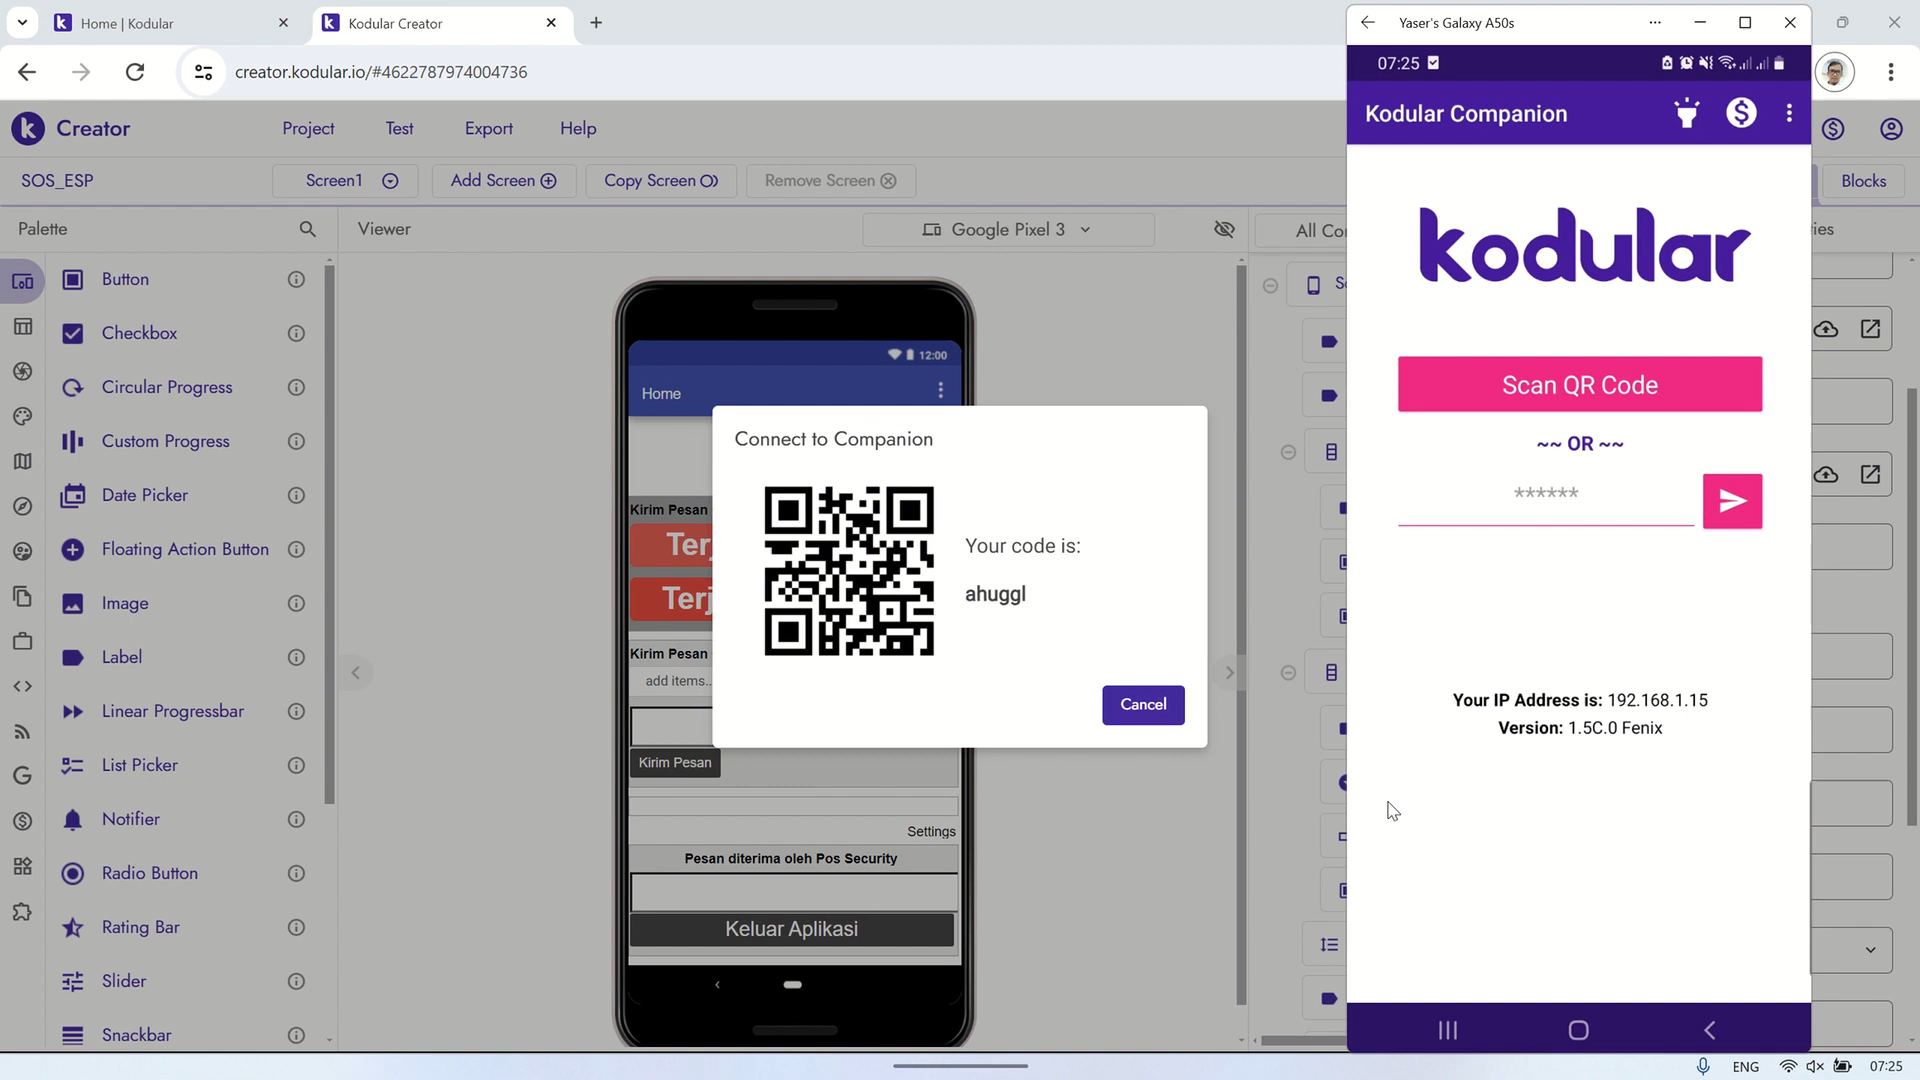 Home | Kodular
Kodular Creator
creator.kodular.io/#4622787974004736
Creator
Project
Test
Export
Help
SOS_ESP
Screen1
Add Screen
Copy Screen
Remove Screen
Blocks
Palette
Viewer
Google Pixel 3
All Co
ies
Button
Checkbox
Circular Progress
Custom Progress
Date Picker
Floating Action Button
Image
Label
Linear Progressbar
List Picker
Notifier
Radio Button
Rating Bar
Slider
Snackbar
12:00
Home
Kirim Pesan
Terj
Terj
Kirim Pesan
add items..
Kirim Pesan
Settings
Pesan diterima oleh Pos Security
Keluar Aplikasi
Connect to Companion
Your code is:
ahuggl
Cancel
Yaser's Galaxy A50s
07:25
Kodular Companion
kodular
Scan QR Code
~~ OR ~~
******
Your IP Address is: 192.168.1.15
Version: 1.5C.0 Fenix
ENG
07:25